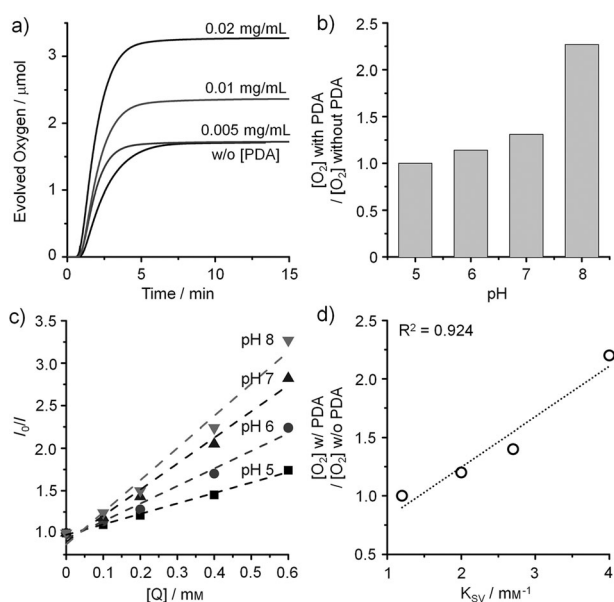 a)
Evolved Oxygen / μmol
3
2
1
0
0
5
10
15
Time / min
0.02 mg/mL
0.01 mg/mL
0.005 mg/mL
w/o [PDA]
b)
[O2] with PDA
/ [O2] without PDA
2.5
2.0
1.5
1.0
0.5
0.0
5
6
7
8
pH
c)
I0/I
3.5
3.0
2.5
2.0
1.5
1.0
0
0.1
0.2
0.3
0.4
0.5
0.6
[Q] / mM
pH 8
pH 7
pH 6
pH 5
d)
R² = 0.924
[O2] w/ PDA
/ [O2] w/o PDA
2.5
2.0
1.5
1.0
0.5
1
2
3
4
KSV / mM⁻¹